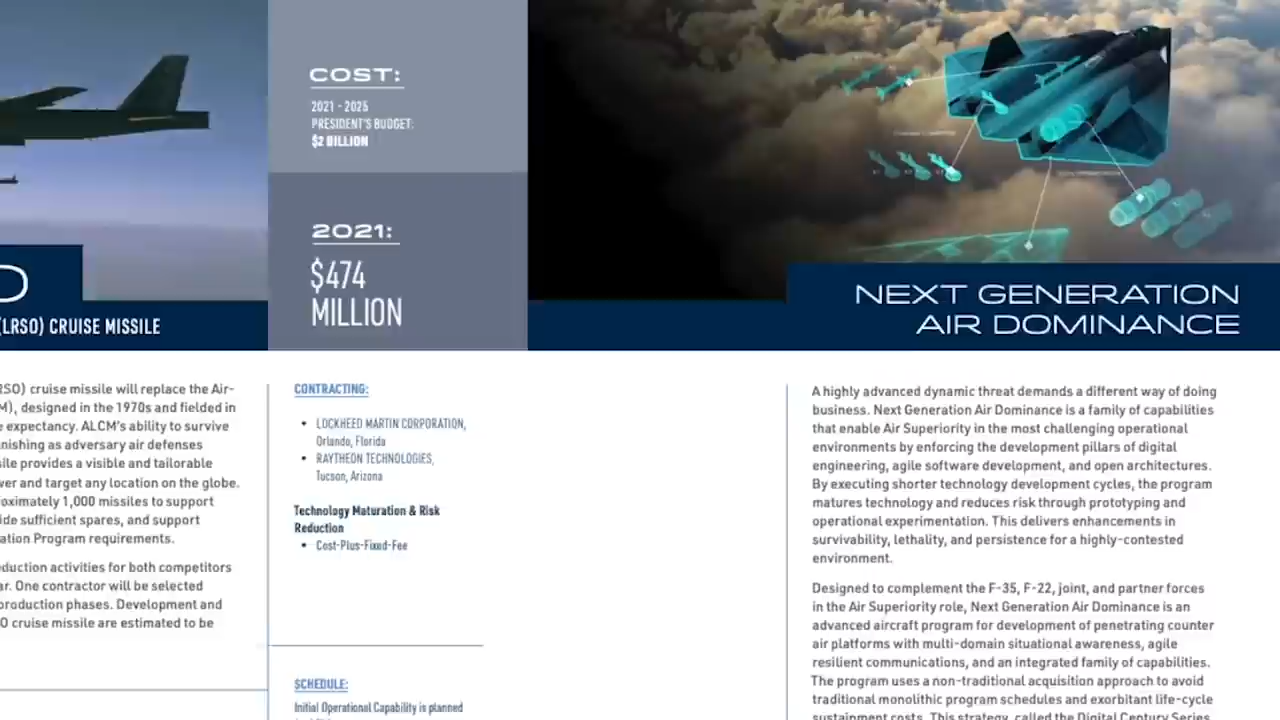 D
(LRSO) CRUISE MISSILE
RSO) cruise missile will replace the Air-
M), designed in the 1970s and fielded in
expectancy. ALCM's ability to survive
nishing as adversary air defenses
sile provides a visible and tailorable
ver and target any location on the globe.
oximately 1,000 missiles to support
ide sufficient spares, and support
ation Program requirements.
eduction activities for both competitors
ar. One contractor will be selected
production phases. Development and
O cruise missile are estimated to be
COST:
2021 - 2025
PRESIDENT'S BUDGET:
$2 BILLION
2021:
$474
MILLION
CONTRACTING:
• LOCKHEED MARTIN CORPORATION,
Orlando, Florida
• RAYTHEON TECHNOLOGIES,
Tucson, Arizona
Technology Maturation & Risk
Reduction
• Cost-Plus-Fixed-Fee
SCHEDULE:
Initial Operational Capability is planned
NEXT GENERATION
AIR DOMINANCE
A highly advanced dynamic threat demands a different way of doing
business. Next Generation Air Dominance is a family of capabilities
that enable Air Superiority in the most challenging operational
environments by enforcing the development pillars of digital
engineering, agile software development, and open architectures.
By executing shorter technology development cycles, the program
matures technology and reduces risk through prototyping and
operational experimentation. This delivers enhancements in
survivability, lethality, and persistence for a highly-contested
environment.
Designed to complement the F-35, F-22, joint, and partner forces
in the Air Superiority role, Next Generation Air Dominance is an
advanced aircraft program for development of penetrating counter
air platforms with multi-domain situational awareness, agile
resilient communications, and an integrated family of capabilities.
The program uses a non-traditional acquisition approach to avoid
traditional monolithic program schedules and exorbitant life-cycle
sustainment costs. This strategy, called the Digital Century Series